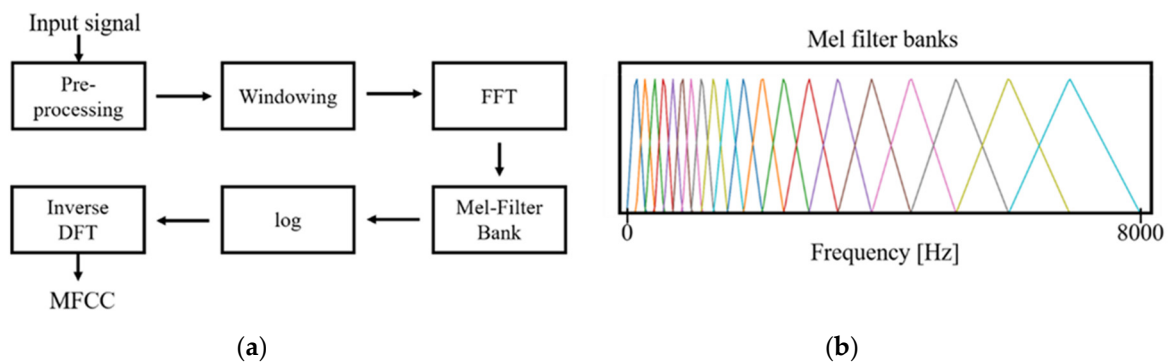 Input signal
Pre-
processing
Windowing
FFT
Inverse
DFT
log
Mel-Filter
Bank
MFCC
(a)
Mel filter banks
0
8000
Frequency [Hz]
(b)